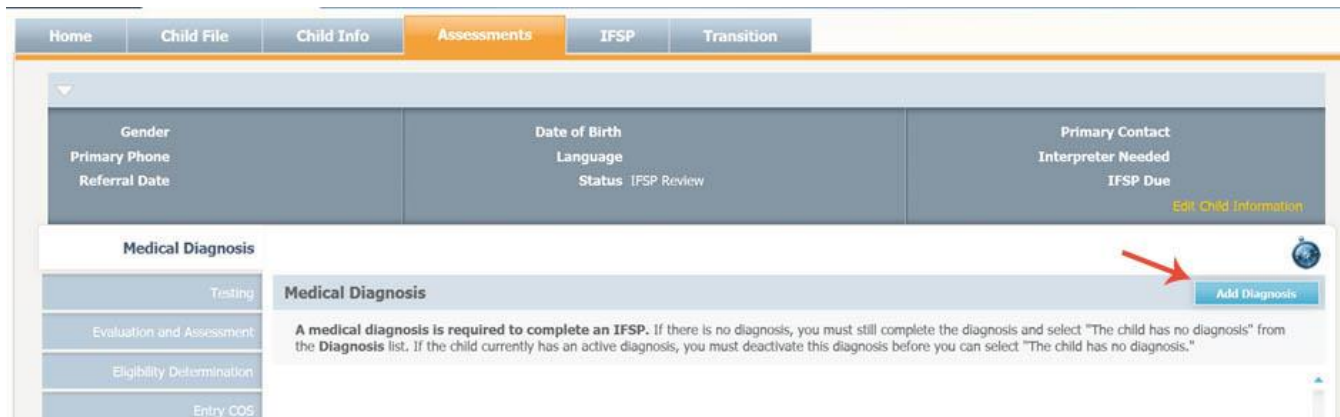 Home Child File Child Info Assessments IFSP Transition
Gender Date of Birth Primary Contact
Primary Phone Language Interpreter Needed
Referral Date Status IFSP Review IFSP Due
Edit Child Information
Medical Diagnosis
Testing Medical Diagnosis Add Diagnosis
Evaluation and Assessment A medical diagnosis is required to complete an IFSP. If there is no diagnosis, you must still complete the diagnosis and select "The child has no diagnosis" from
the Diagnosis list. If the child currently has an active diagnosis, you must deactivate this diagnosis before you can select "The child has no diagnosis."
Eligibility Determination
Entry COS